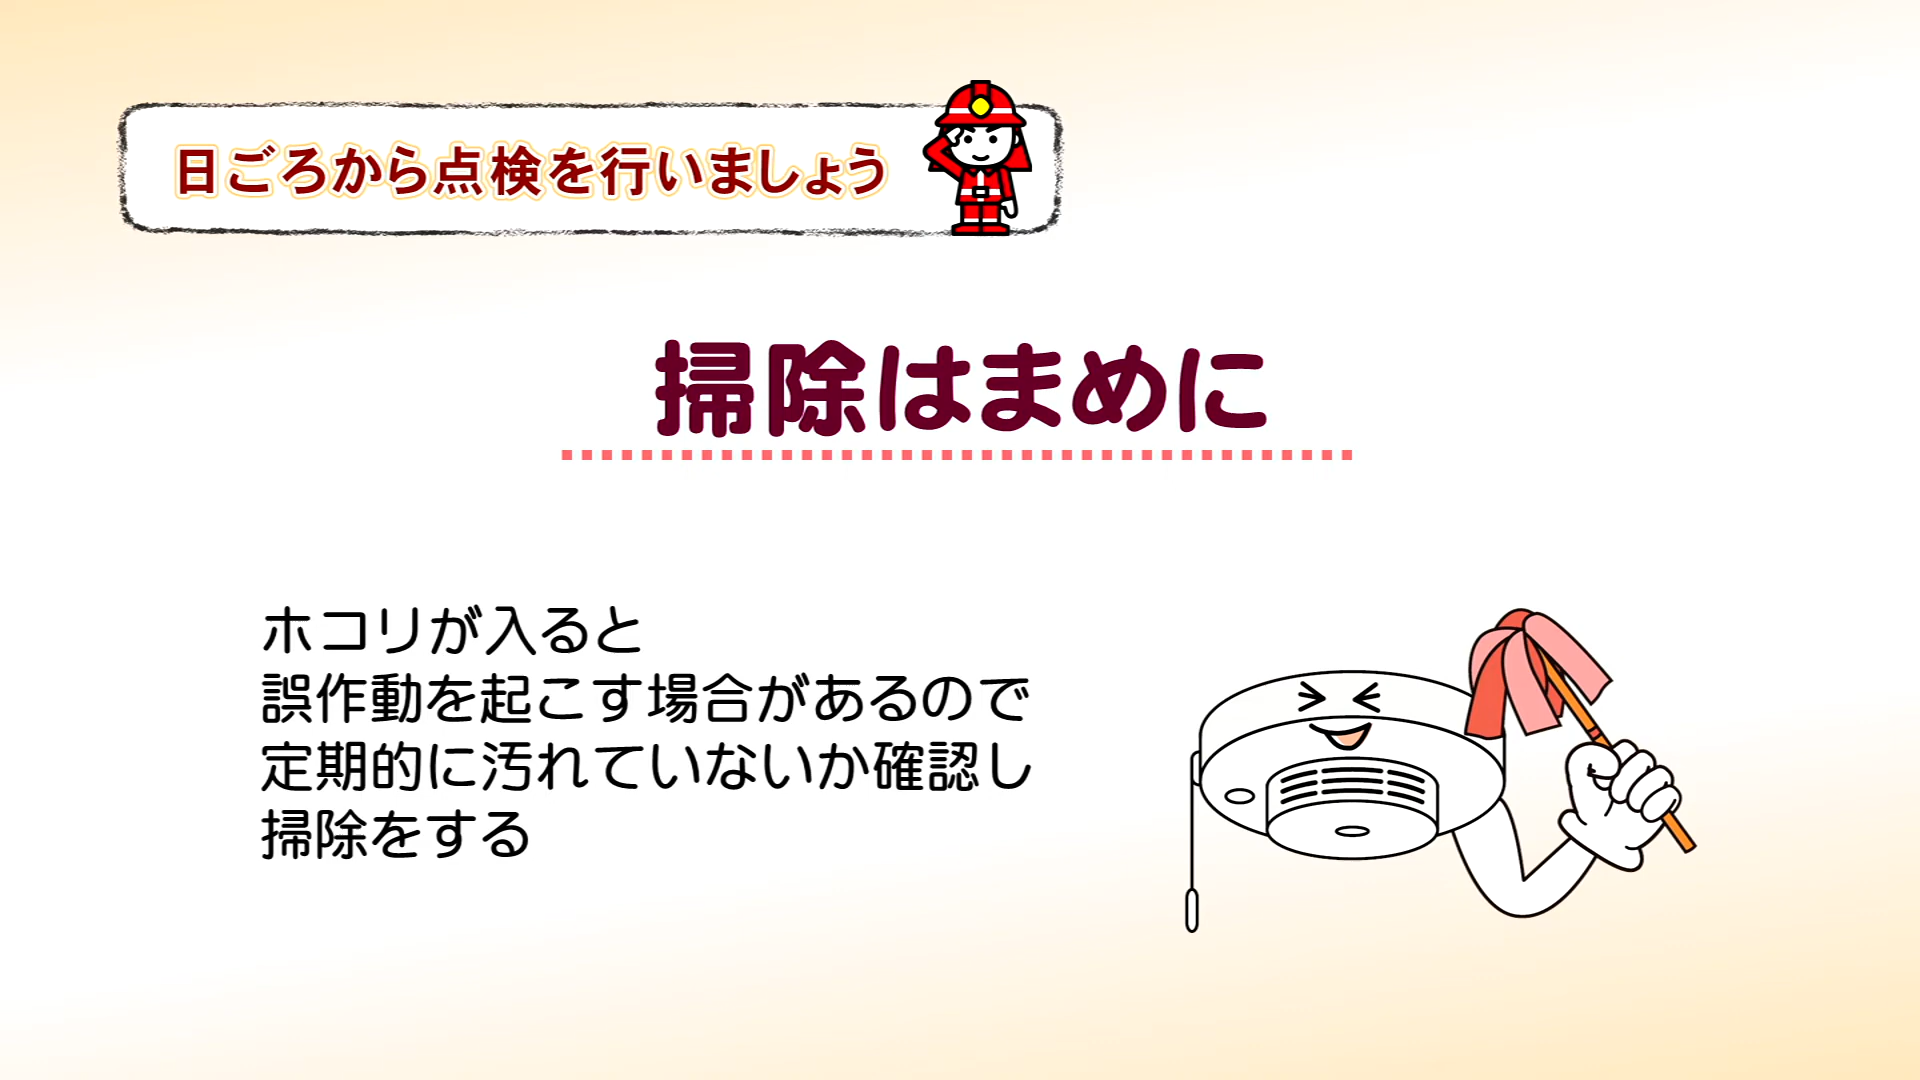 日ごろから点検を行いましょう
掃除はまめに
ホコリが入ると
誤作動を起こす場合があるので
定期的に汚れていないか確認し
掃除をする